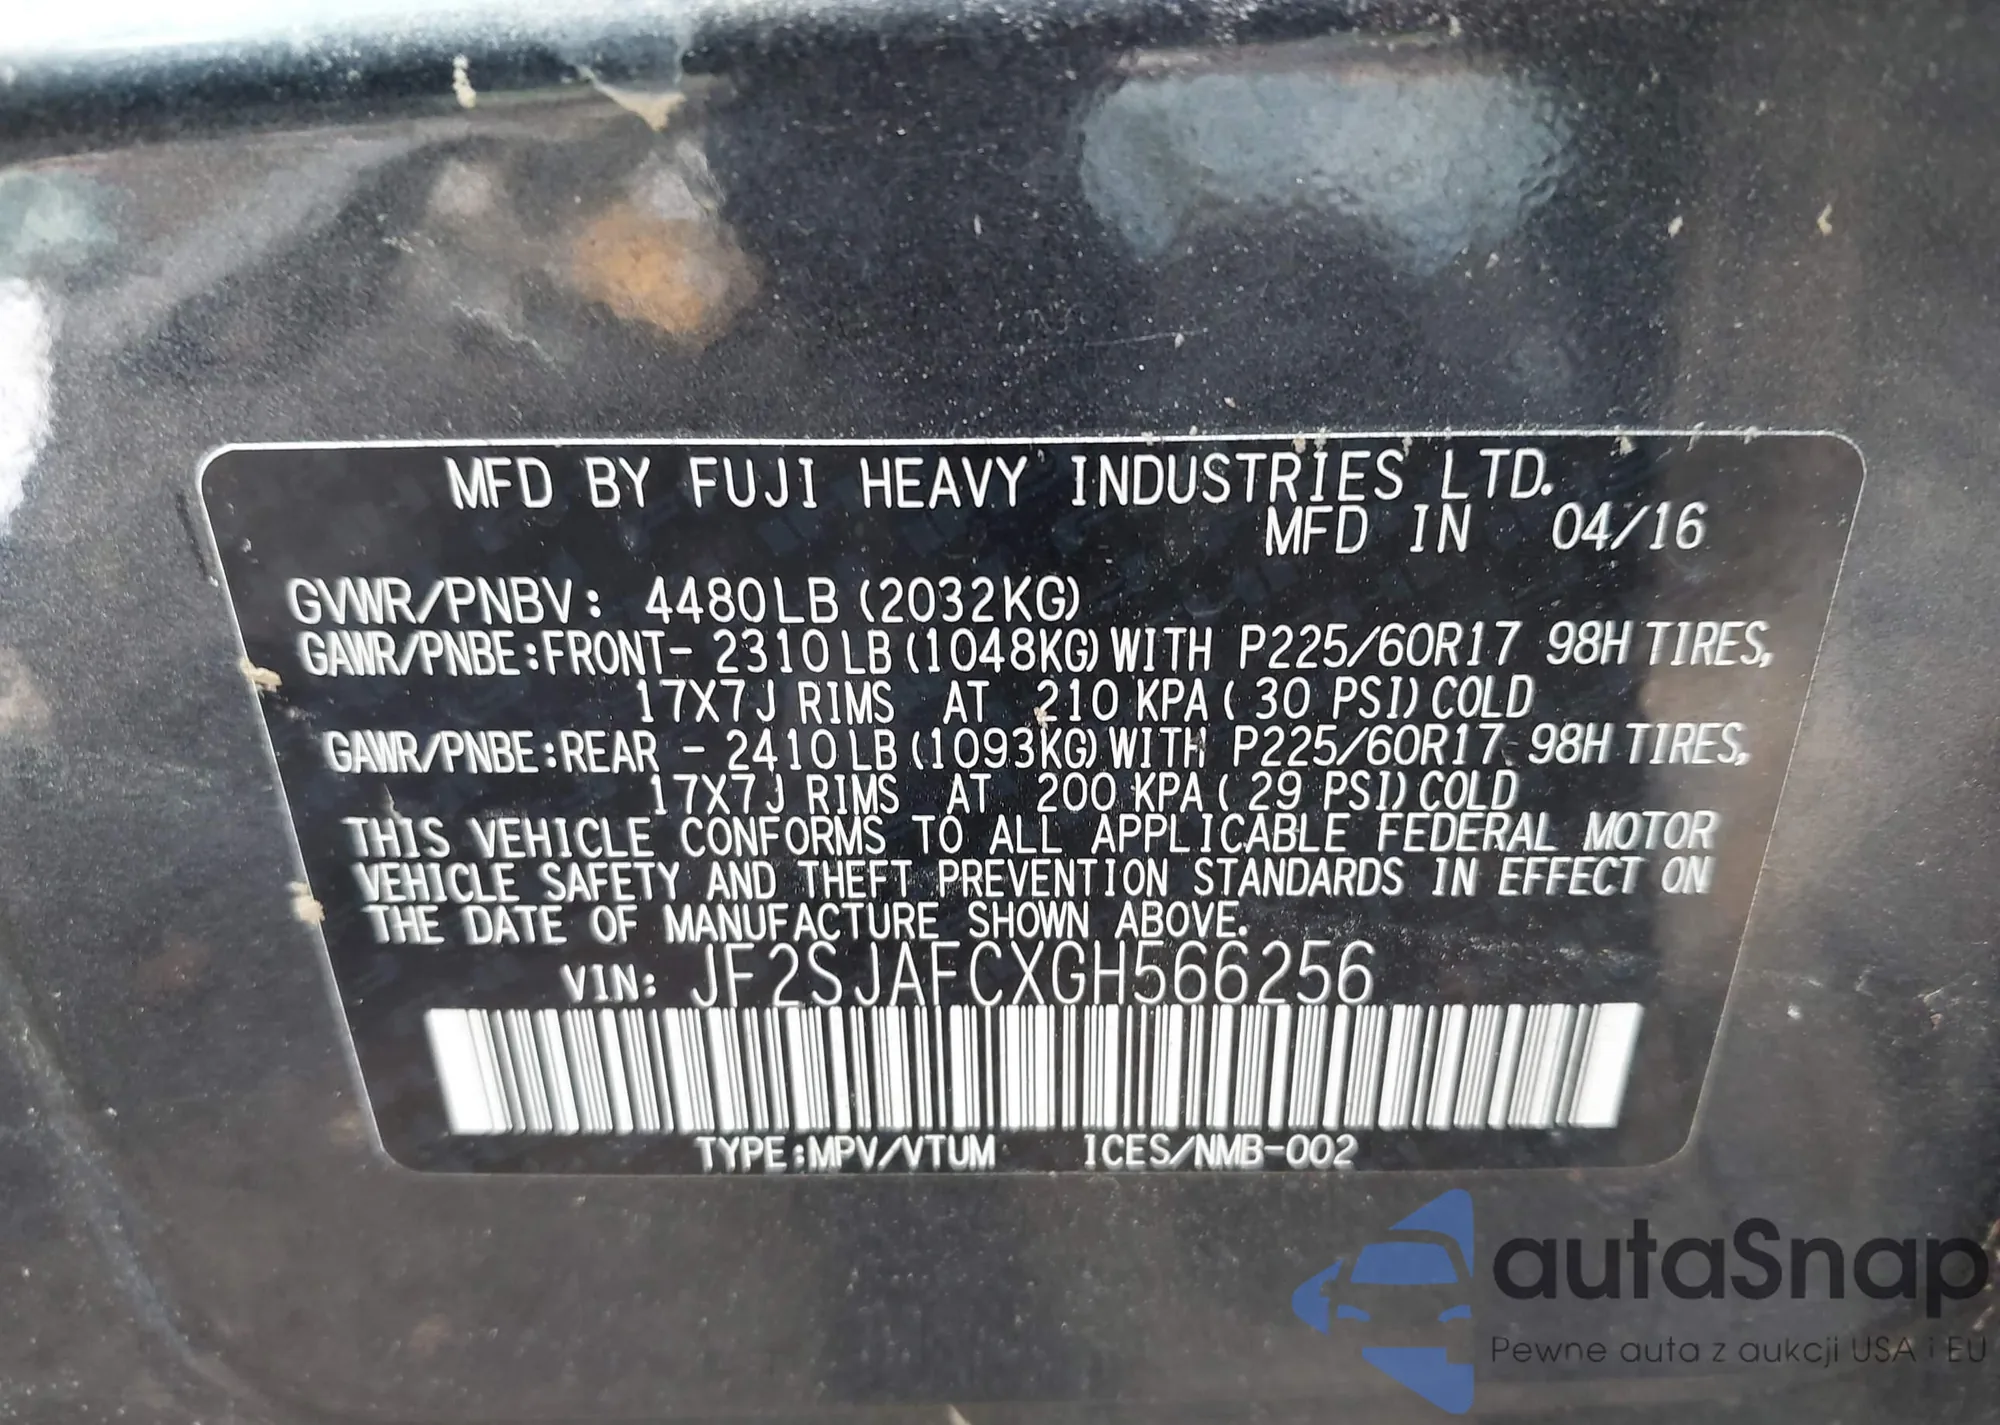 MFD BY FUJI HEAVY INDUSTRIES LTD.
MFD IN 04/16
GVWR/PNBV: 4480LB (2032KG)
GAWR/PNBE:FRONT- 2310LB(1048KG)WITH P225/60R17 98H TIRES,
17X7J RIMS AT 210 KPA( 30 PSI)COLD
GAWR/PNBE:REAR - 2410LB(1093KG)WITH P225/60R17 98H TIRES,
17X7J RIMS AT 200 KPA( 29 PSI)COLD
THIS VEHICLE CONFORMS TO ALL APPLICABLE FEDERAL MOTOR
VEHICLE SAFETY AND THEFT PREVENTION STANDARDS IN EFFECT ON
THE DATE OF MANUFACTURE SHOWN ABOVE.
VIN: JF2SJAFCXGH566256
TYPE:MPV/VTUM ICES/NMB-002
autaSnap
Pewne auta z aukcji USA i EU